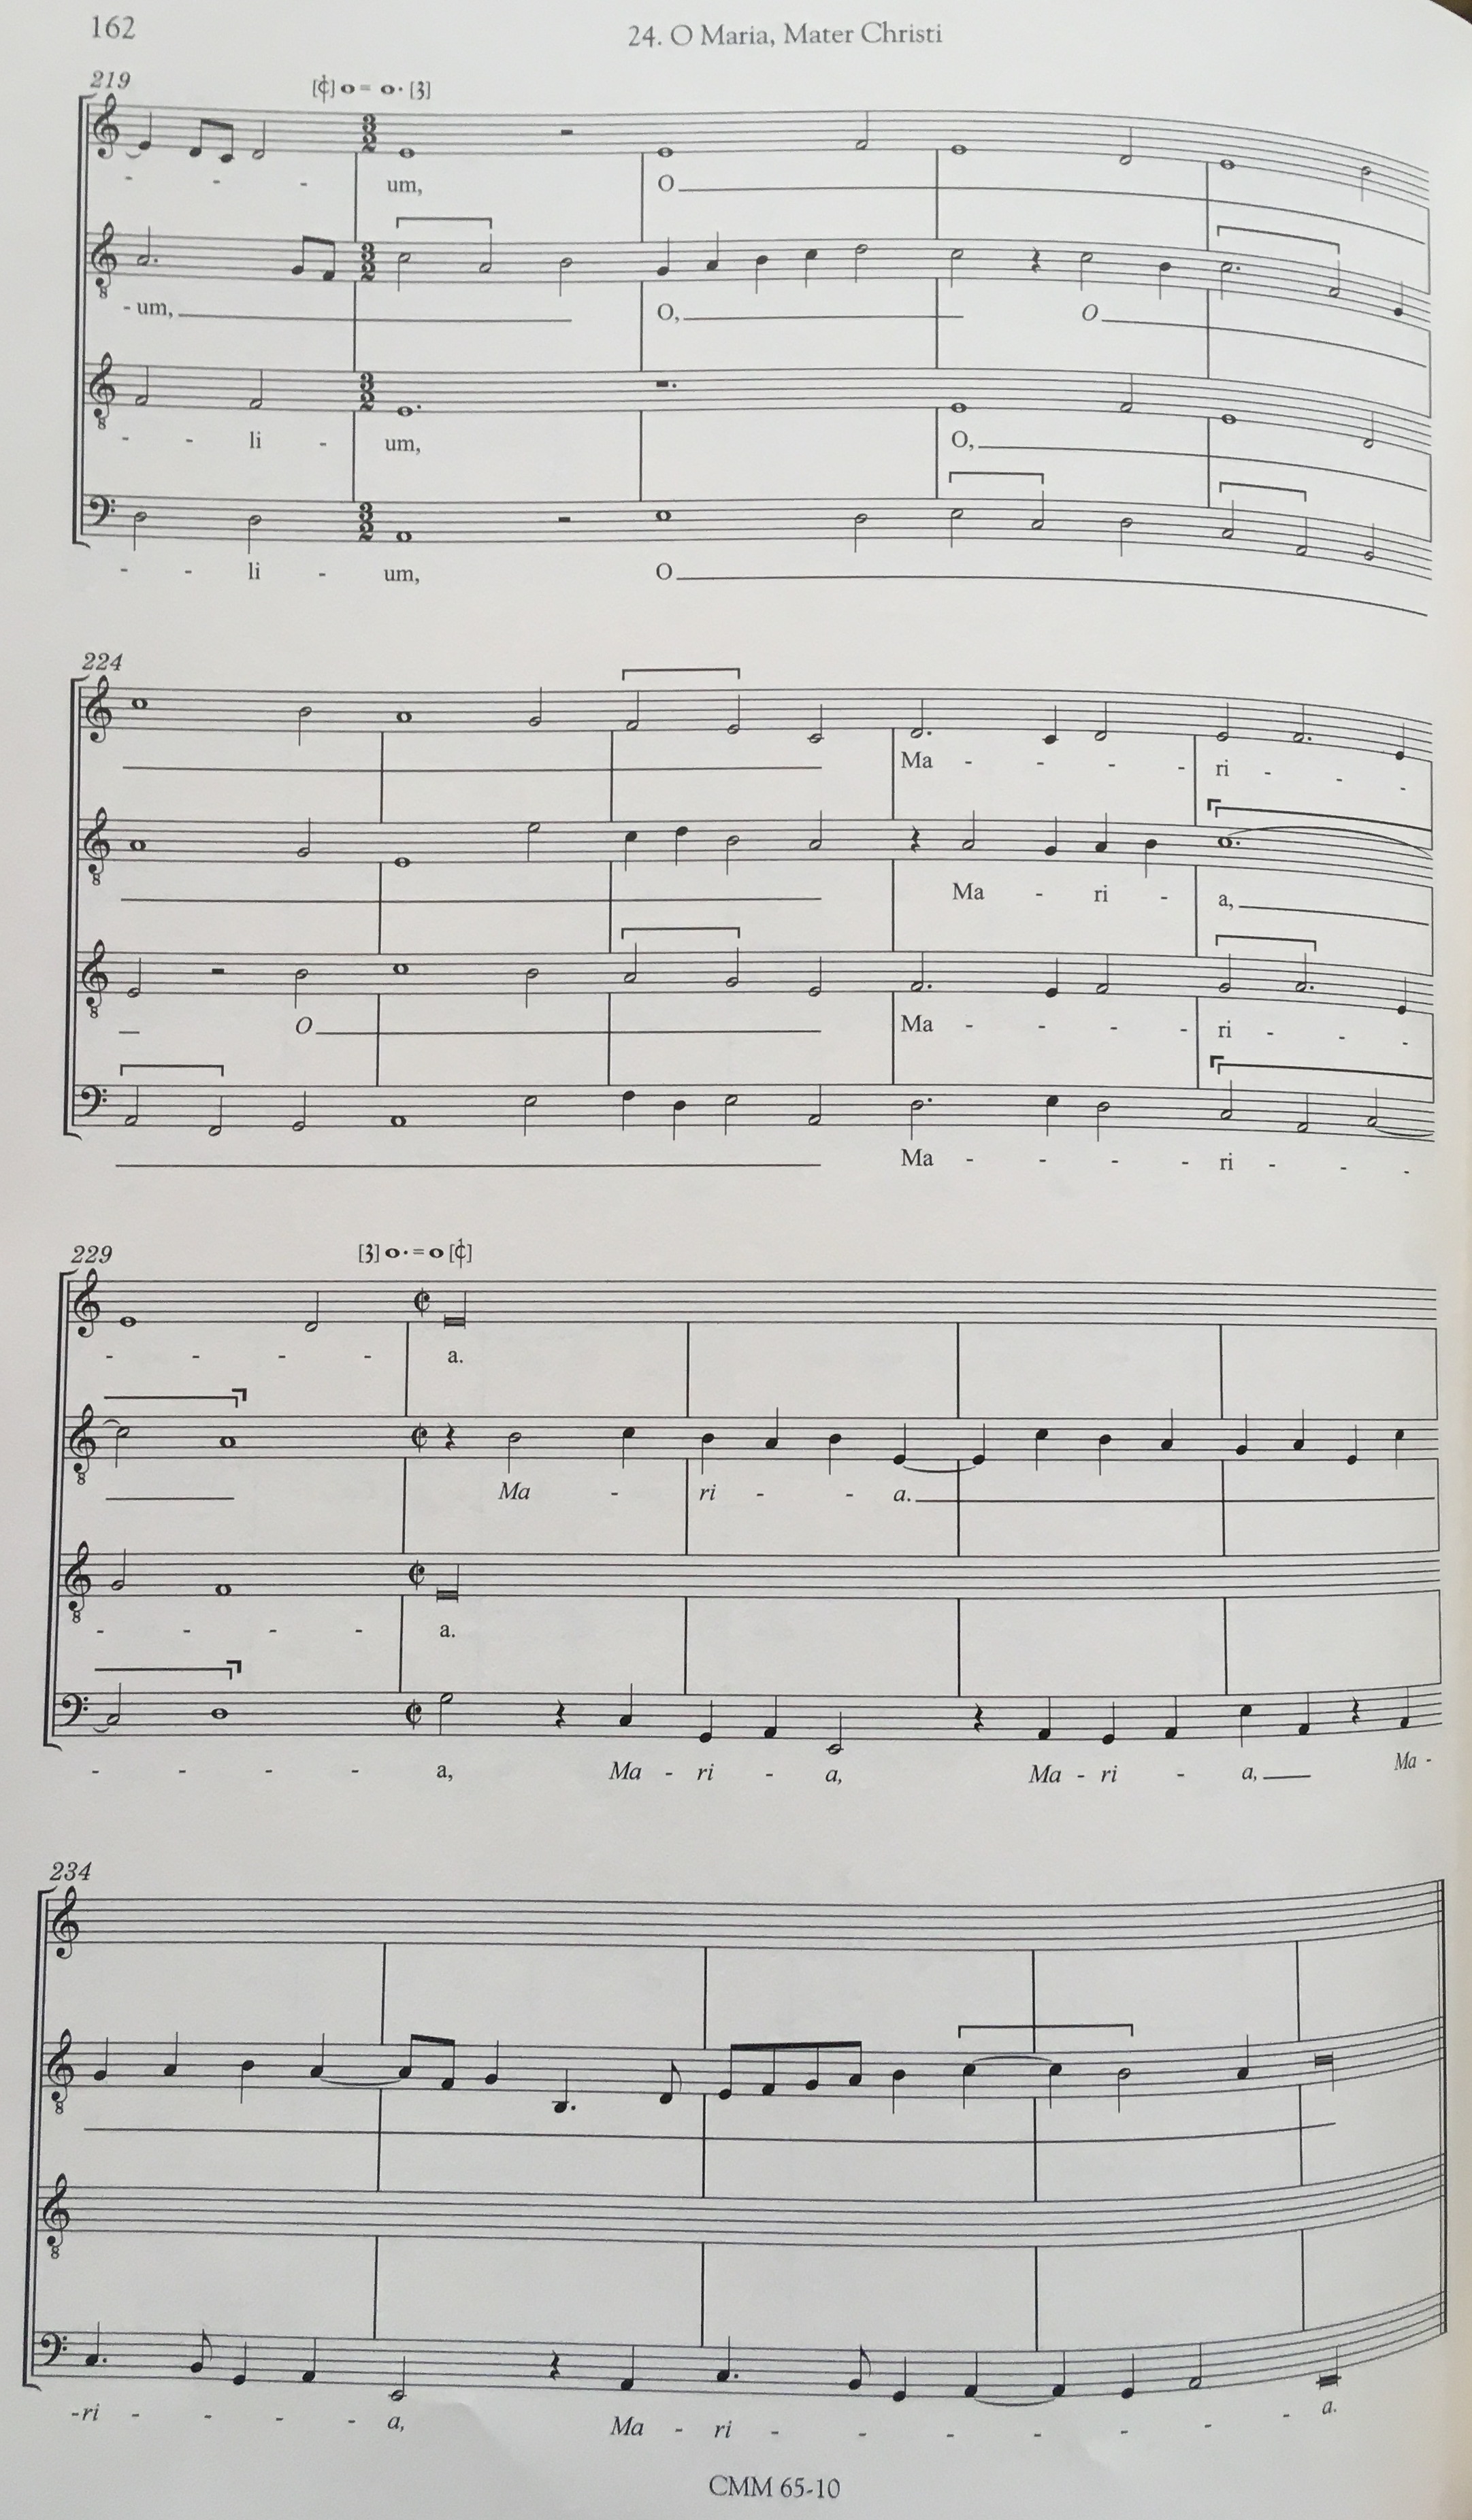 162
24. O Maria, Mater Christi
219
[¢] o = o· [3]
- - - um, O
- um, O, O
- - li - um, O,
- - li - um, O
224
Ma - - - - ri - - -
Ma - ri - a,
O Ma - - - - ri - - -
Ma - - - - ri - - -
229
[3] o· = o [¢]
- - - - a.
Ma - ri - - a.
- - - - a.
- - - - a, Ma - ri - a, Ma - ri - a, Ma -
234
-ri - - - - a, Ma - ri - - - - - - - a.
CMM 65-10